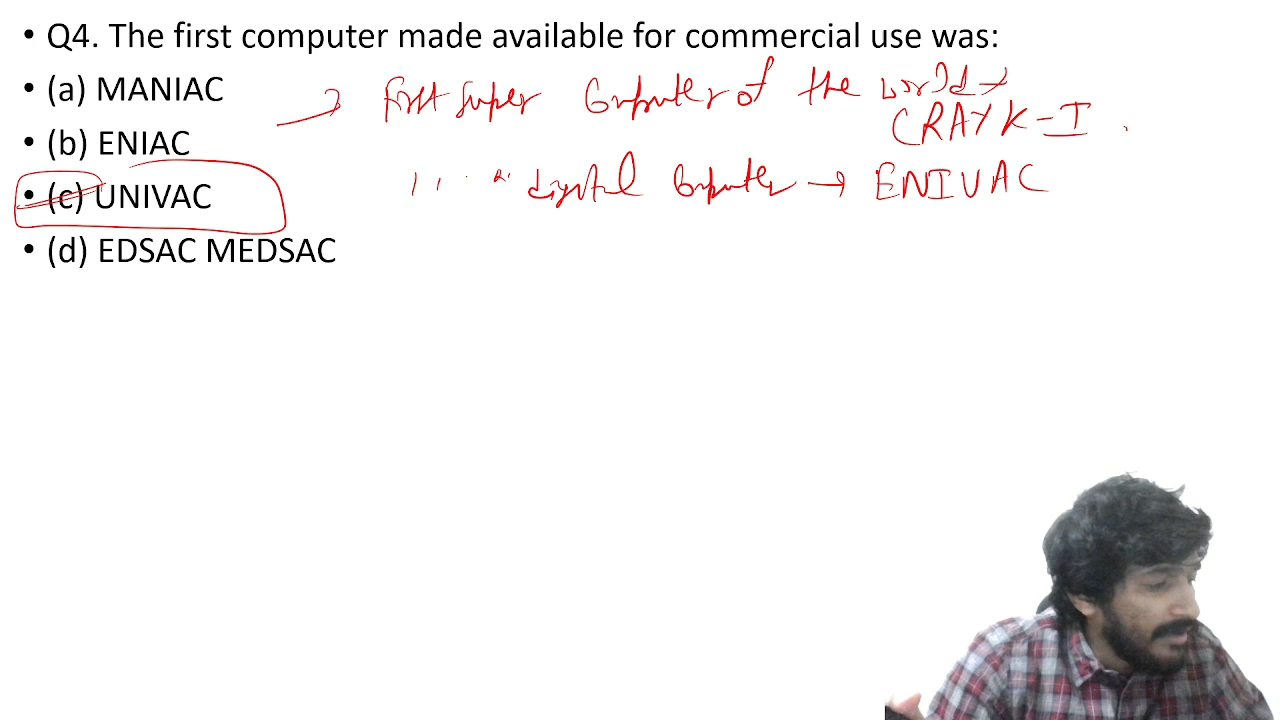 • Q4. The first computer made available for commercial use was:
• (a) MANIAC
• (b) ENIAC
• (c) UNIVAC
• (d) EDSAC MEDSAC
First Super Computer of the world →
CRAYK-I
" " digital Computer → ENIVAC